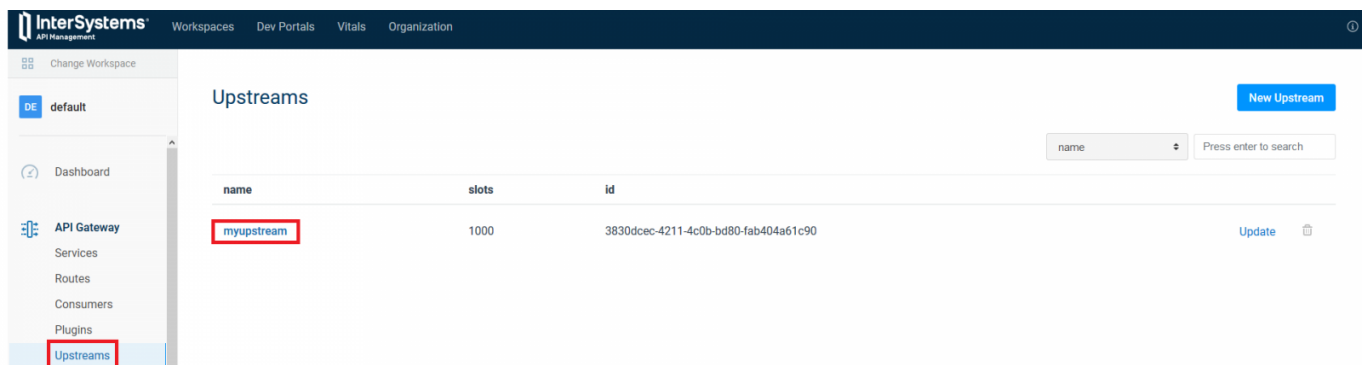 InterSystems®
API Management
Workspaces Dev Portals Vitals Organization
Change Workspace
DE default
Dashboard
API Gateway
Services
Routes
Consumers
Plugins
Upstreams
Upstreams
New Upstream
name Press enter to search
name slots id
myupstream 1000 3830dcec-4211-4c0b-bd80-fab404a61c90 Update